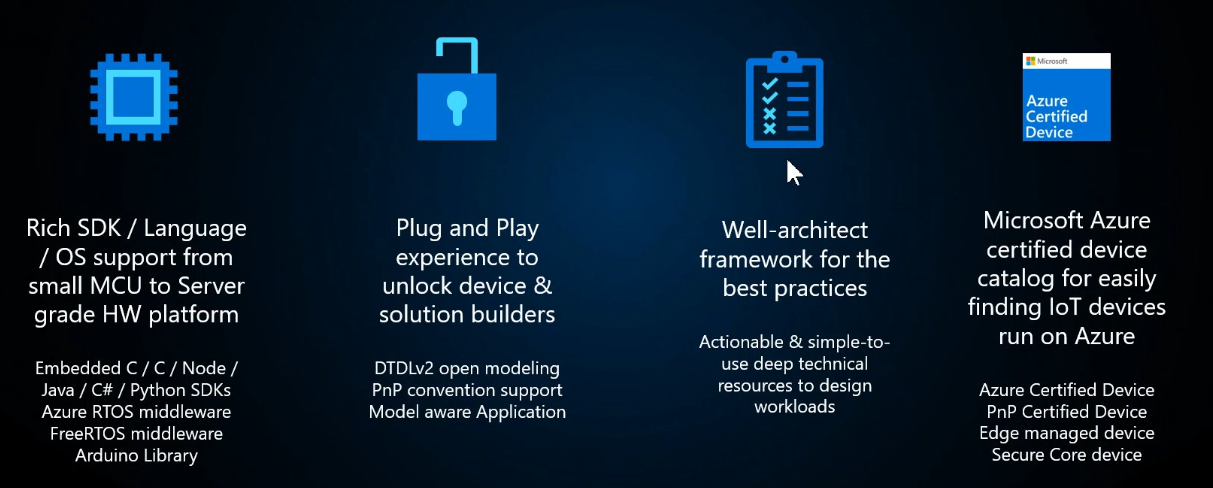 Rich SDK / Language
/ OS support from
small MCU to Server
grade HW platform
Embedded C / C / Node /
Java / C# / Python SDKs
Azure RTOS middleware
FreeRTOS middleware
Arduino Library
Plug and Play
experience to
unlock device &
solution builders
DTDLv2 open modeling
PnP convention support
Model aware Application
Well-architect
framework for the
best practices
Actionable & simple-to-
use deep technical
resources to design
workloads
Microsoft
Azure
Certified
Device
Microsoft Azure
certified device
catalog for easily
finding IoT devices
run on Azure
Azure Certified Device
PnP Certified Device
Edge managed device
Secure Core device